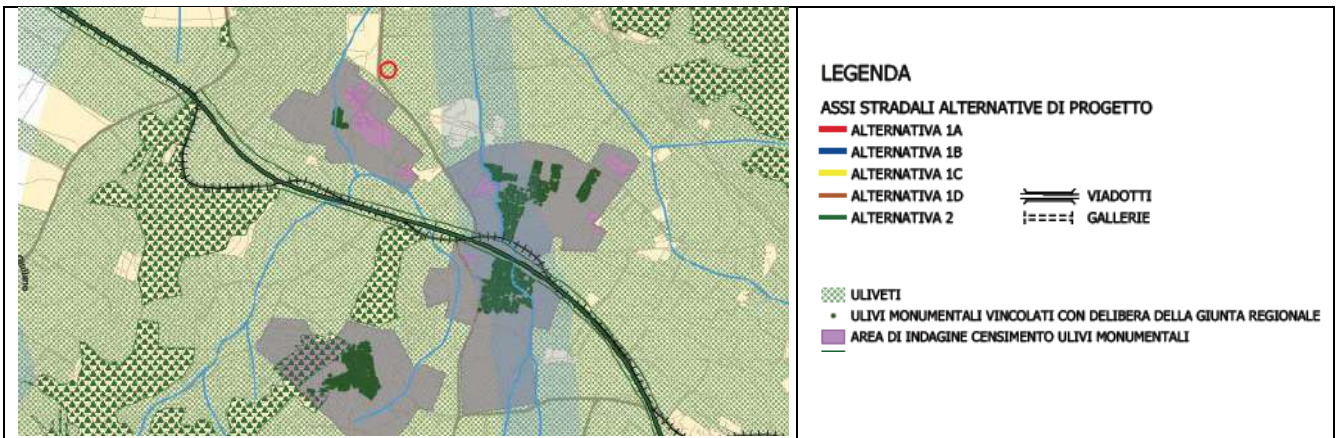 LEGENDA
ASSI STRADALI ALTERNATIVE DI PROGETTO
ALTERNATIVA 1A
ALTERNATIVA 1B
ALTERNATIVA 1C
ALTERNATIVA 1D
ALTERNATIVA 2
VIADOTTI
GALLERIE
ULIVETI
ULIVI MONUMENTALI VINCOLATI CON DELIBERA DELLA GIUNTA REGIONALE
AREA DI INDAGINE CENSIMENTO ULIVI MONUMENTALI